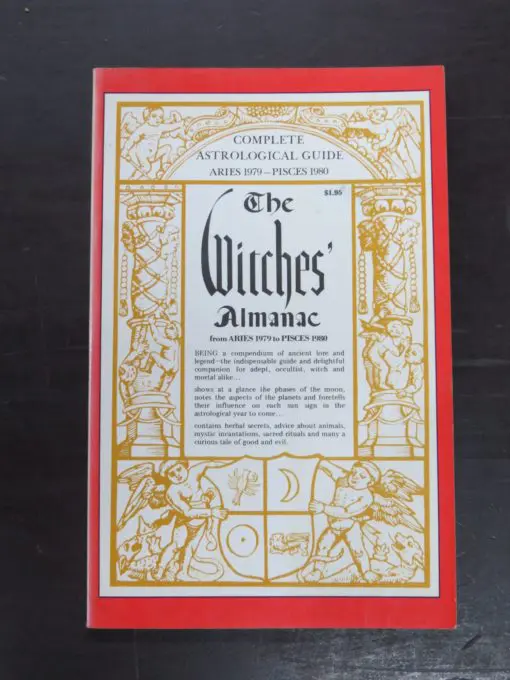 COMPLETE
ASTROLOGICAL GUIDE
ARIES 1979 – PISCES 1980
$1.95
The
Witches'
Almanac
from ARIES 1979 to PISCES 1980
BEING a compendium of ancient lore and
legend—the indispensable guide and delightful
companion for adept, occultist, witch and
mortal alike...
shows at a glance the phases of the moon,
notes the aspects of the planets and foretells
their influence on each sun sign in the
astrological year to come...
contains herbal secrets, advice about animals,
mystic incantations, sacred rituals and many a
curious tale of good and evil.